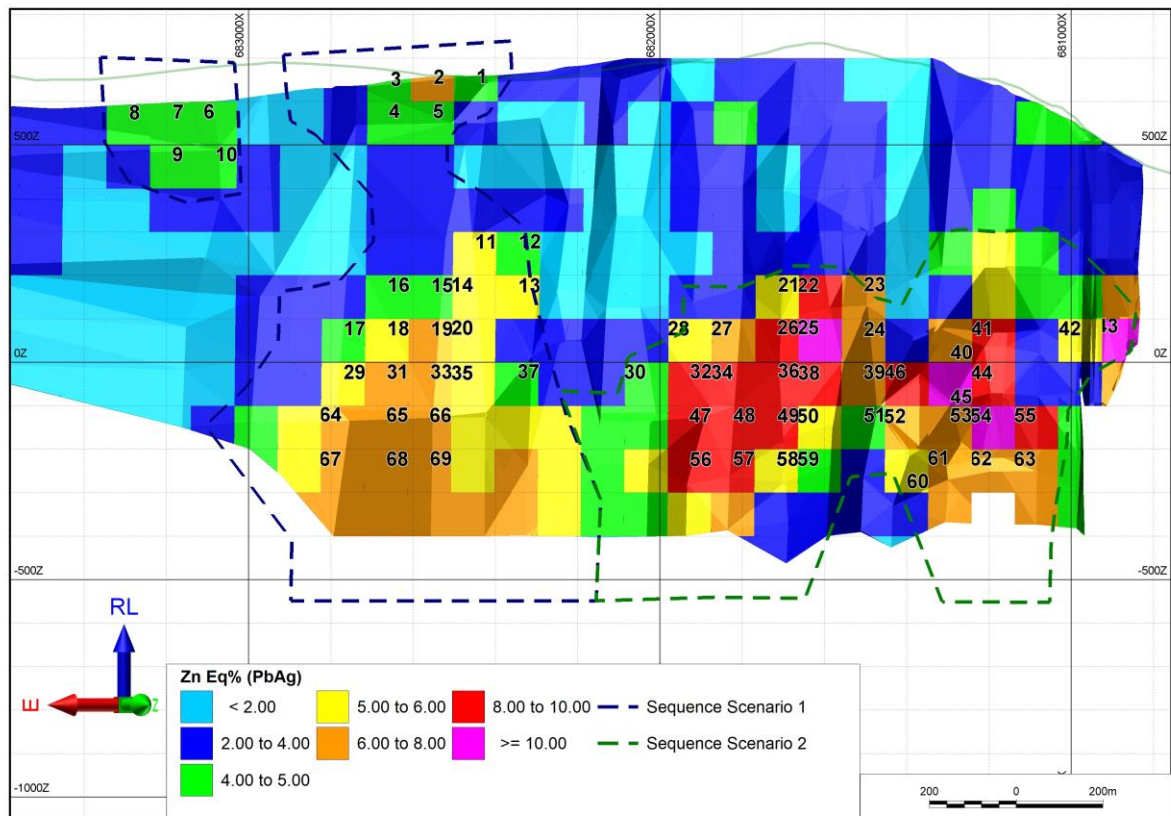 683000X 682000X 681000X
3 2 1
8 7 6 4 5
500Z 500Z
9 10
11 12
16 15 14 13 21 22 23
17 18 19 20 28 27 26 25 24 41 42 43
0Z 40 0Z
29 31 33 35 37 30 32 34 36 38 39 46 44
45
64 65 66 47 48 49 50 51 52 53 54 55
67 68 69 56 57 58 59 61 62 63
60
-500Z -500Z
RL
E Z
Zn Eq% (PbAg)
< 2.00 5.00 to 6.00 8.00 to 10.00 Sequence Scenario 1
2.00 to 4.00 6.00 to 8.00 >= 10.00 Sequence Scenario 2
4.00 to 5.00
-1000Z
200 0 200m